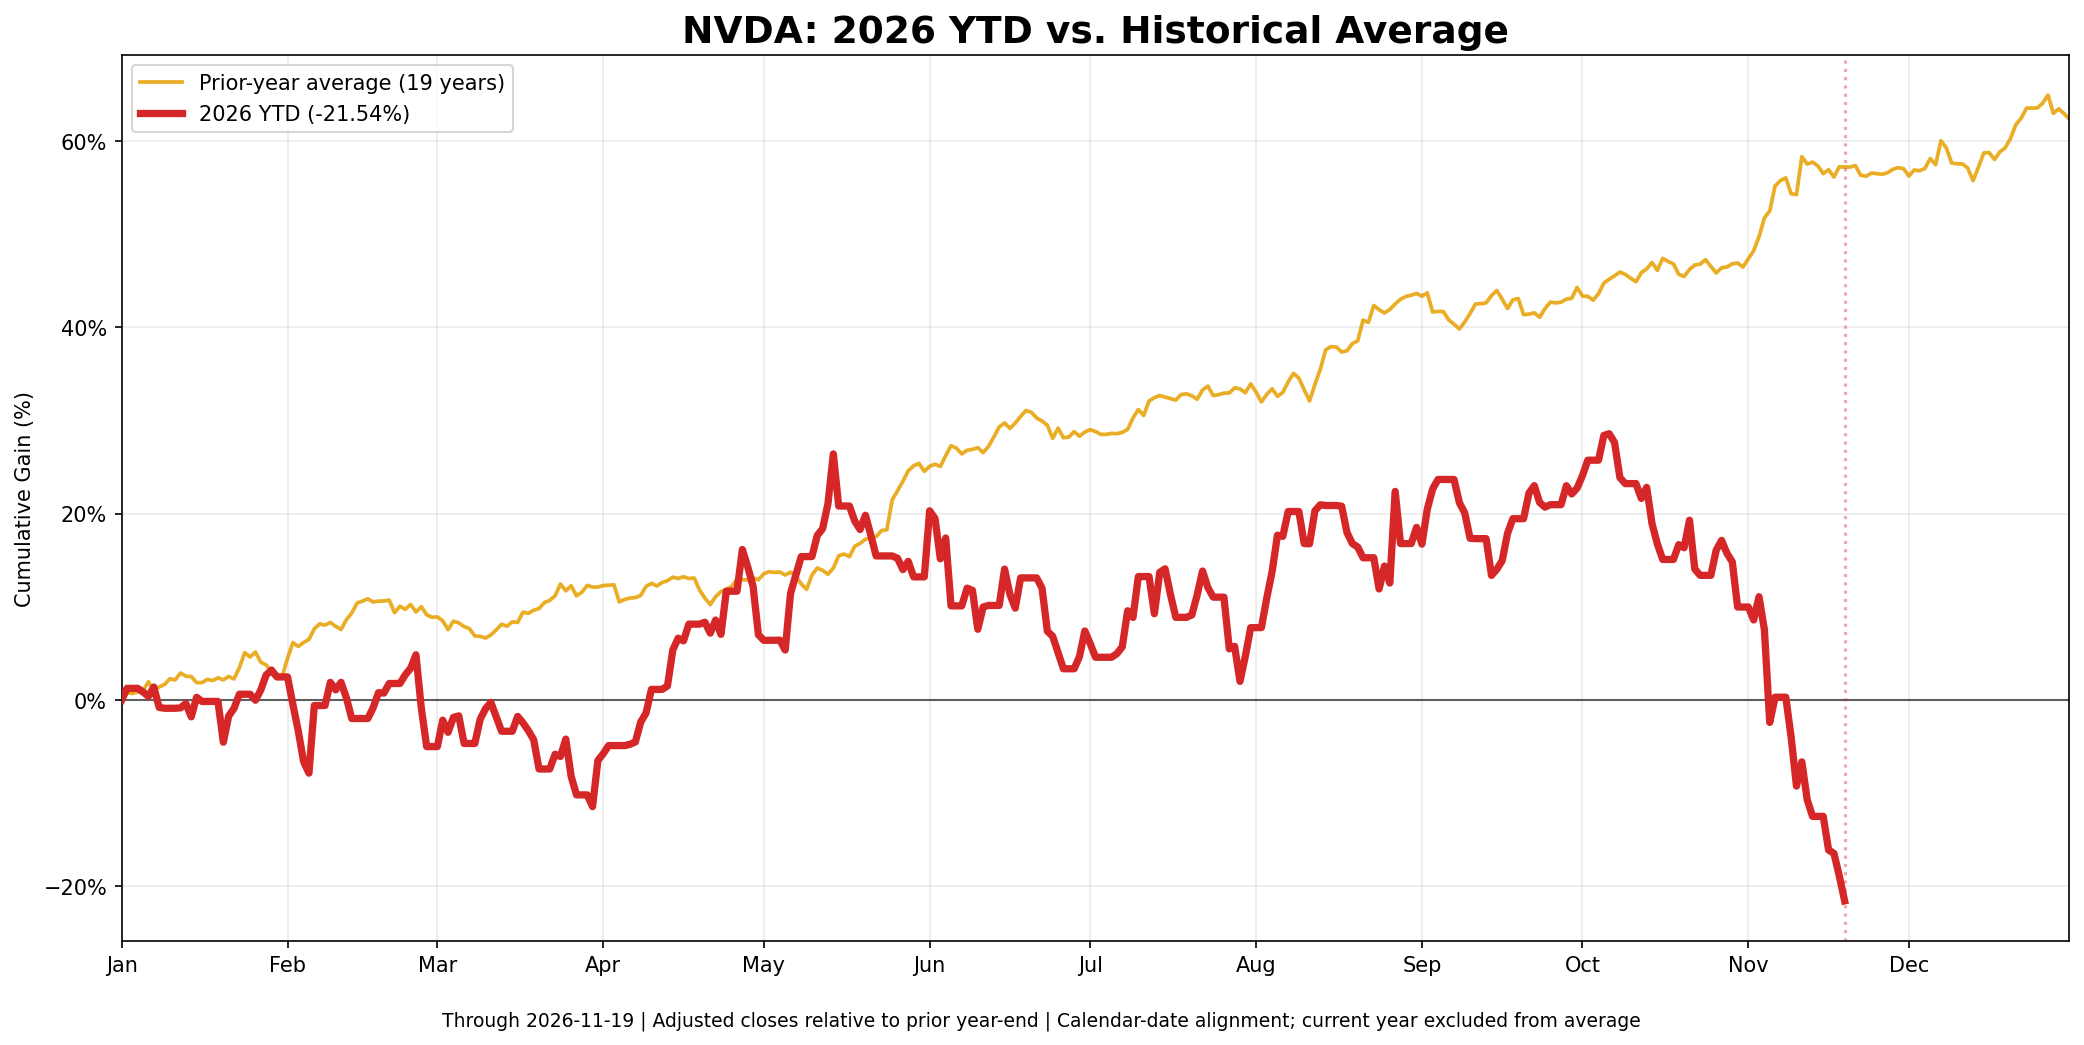 NVDA: 2026 YTD vs. Historical Average
Prior-year average (19 years)
2026 YTD (-21.54%)
Cumulative Gain (%)
60%
40%
20%
0%
−20%
Jan Feb Mar Apr May Jun Jul Aug Sep Oct Nov Dec
Through 2026-11-19 | Adjusted closes relative to prior year-end | Calendar-date alignment; current year excluded from average